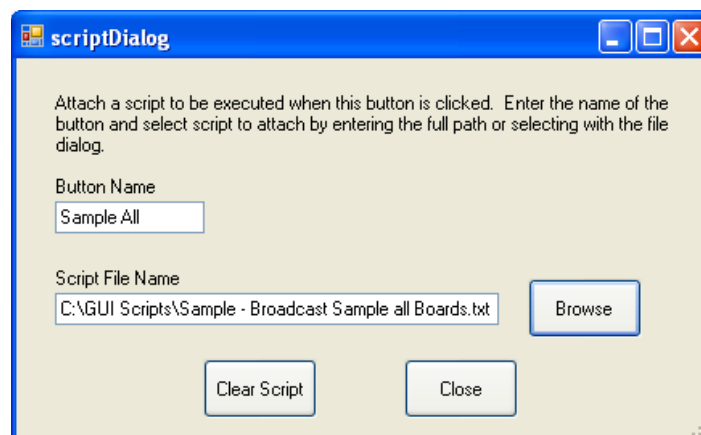 scriptDialog
Attach a script to be executed when this button is clicked. Enter the name of the
button and select script to attach by entering the full path or selecting with the file
dialog.
Button Name
Sample All
Script File Name
C:\GUI Scripts\Sample - Broadcast Sample all Boards.txt
Browse
Clear Script
Close